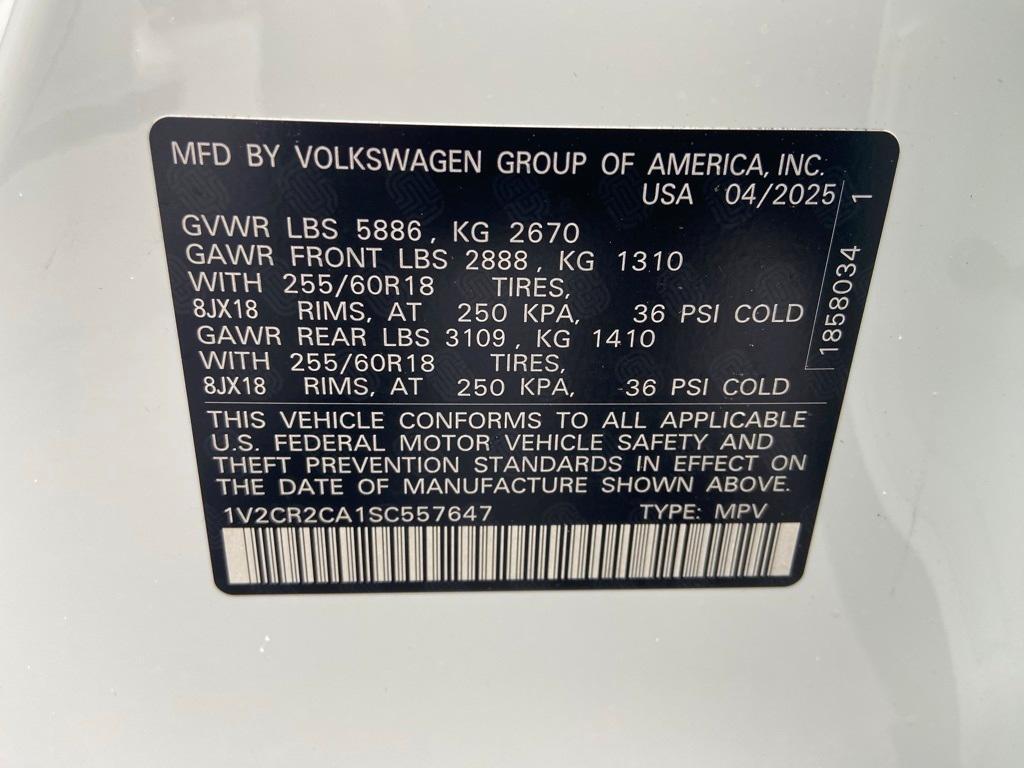 MFD BY VOLKSWAGEN GROUP OF AMERICA, INC.
USA 04/2025
GVWR LBS 5886, KG 2670
GAWR FRONT LBS 2888, KG 1310
WITH 255/60R18 TIRES,
8JX18 RIMS, AT 250 KPA, 36 PSI COLD
GAWR REAR LBS 3109, KG 1410
WITH 255/60R18 TIRES,
8JX18 RIMS, AT 250 KPA, 36 PSI COLD
1858034 1
THIS VEHICLE CONFORMS TO ALL APPLICABLE
U.S. FEDERAL MOTOR VEHICLE SAFETY AND
THEFT PREVENTION STANDARDS IN EFFECT ON
THE DATE OF MANUFACTURE SHOWN ABOVE.
1V2CR2CA1SC557647 TYPE: MPV